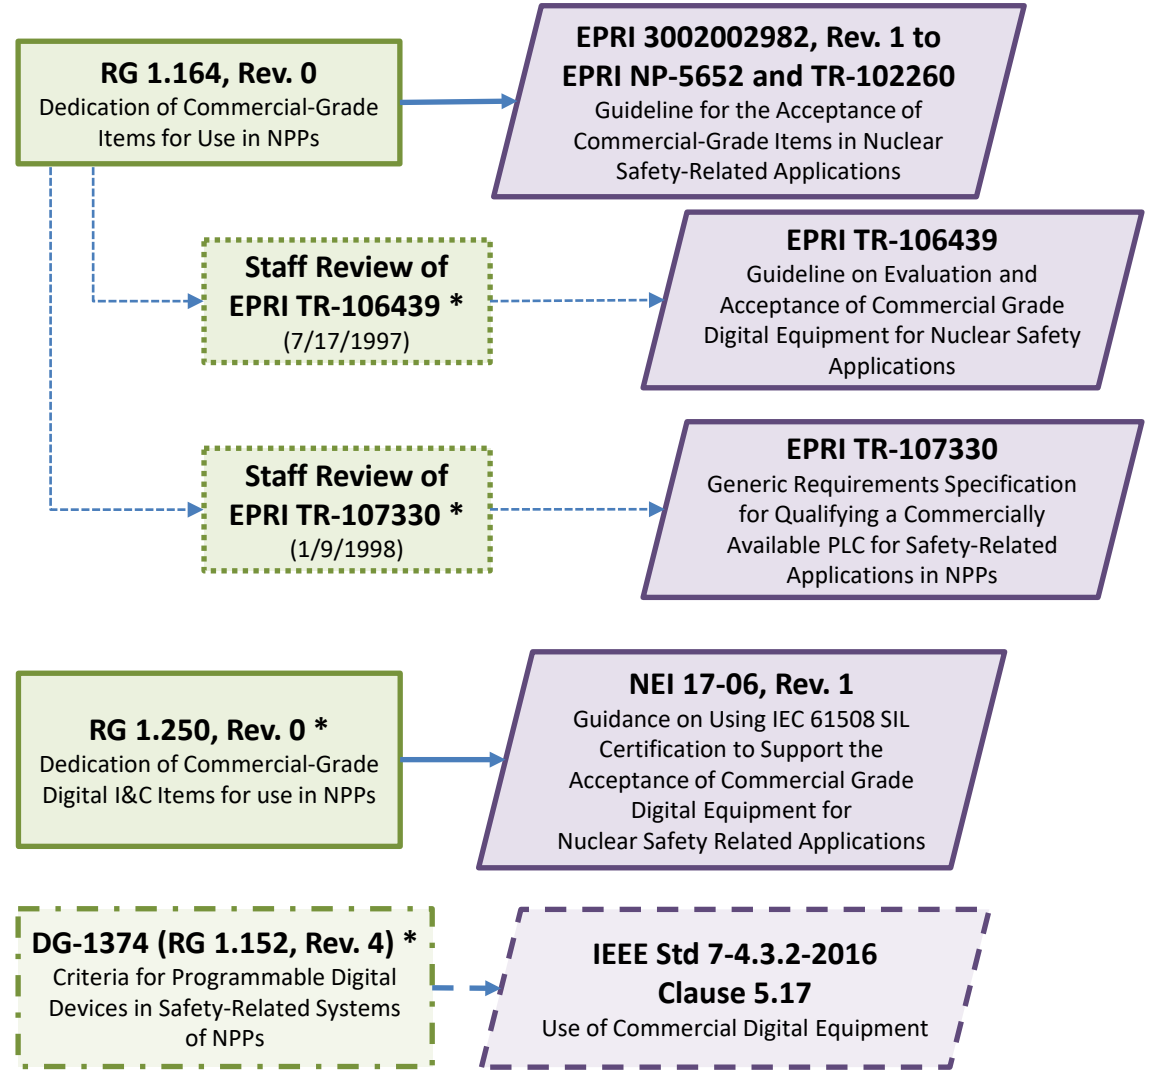 RG 1.164, Rev. 0
Dedication of Commercial-Grade
Items for Use in NPPs
EPRI 3002002982, Rev. 1 to
EPRI NP-5652 and TR-102260
Guideline for the Acceptance of
Commercial-Grade Items in Nuclear
Safety-Related Applications
Staff Review of
EPRI TR-106439 *
(7/17/1997)
EPRI TR-106439
Guideline on Evaluation and
Acceptance of Commercial Grade
Digital Equipment for Nuclear Safety
Applications
Staff Review of
EPRI TR-107330 *
(1/9/1998)
EPRI TR-107330
Generic Requirements Specification
for Qualifying a Commercially
Available PLC for Safety-Related
Applications in NPPs
RG 1.250, Rev. 0 *
Dedication of Commercial-Grade
Digital I&C Items for use in NPPs
NEI 17-06, Rev. 1
Guidance on Using IEC 61508 SIL
Certification to Support the
Acceptance of Commercial Grade
Digital Equipment for
Nuclear Safety Related Applications
DG-1374 (RG 1.152, Rev. 4) *
Criteria for Programmable Digital
Devices in Safety-Related Systems
of NPPs
IEEE Std 7-4.3.2-2016
Clause 5.17
Use of Commercial Digital Equipment